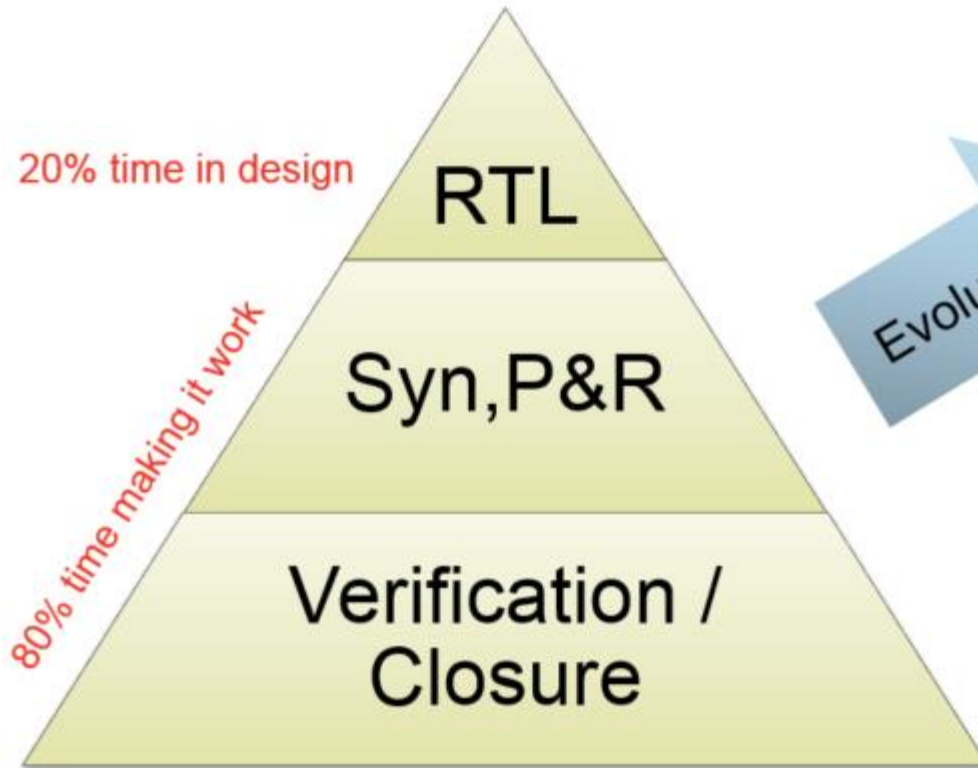 20% time in design
RTL
80% time making it work
Syn,P&R
Verification /
Closure